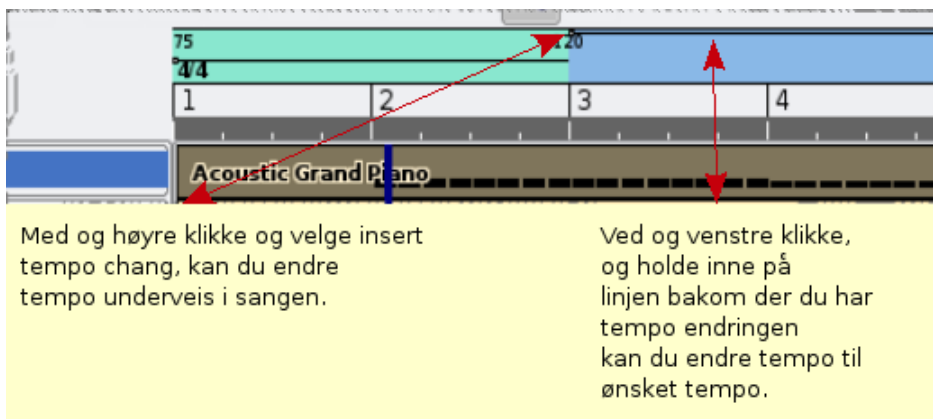 75
120
4/4
1 2 3 4
Acoustic Grand Piano
Med og høyre klikke og velge insert
tempo chang, kan du endre
tempo underveis i sangen.
Ved og venstre klikke,
og holde inne på
linjen bakom der du har
tempo endringen
kan du endre tempo til
ønsket tempo.